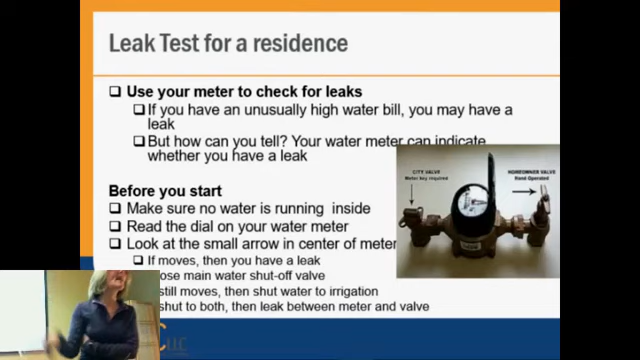 Leak Test for a residence
Use your meter to check for leaks
If you have an unusually high water bill, you may have a
leak
But how can you tell? Your water meter can indicate
whether you have a leak
CITY VALVE
Meter key required
HOMEOWNER VALVE
Hand Operated
Before you start
Make sure no water is running inside
Read the dial on your water meter
Look at the small arrow in center of meter
If moves, then you have a leak
ose main water shut-off valve
still moves, then shut water to irrigation
shut to both, then leak between meter and valve
LLC